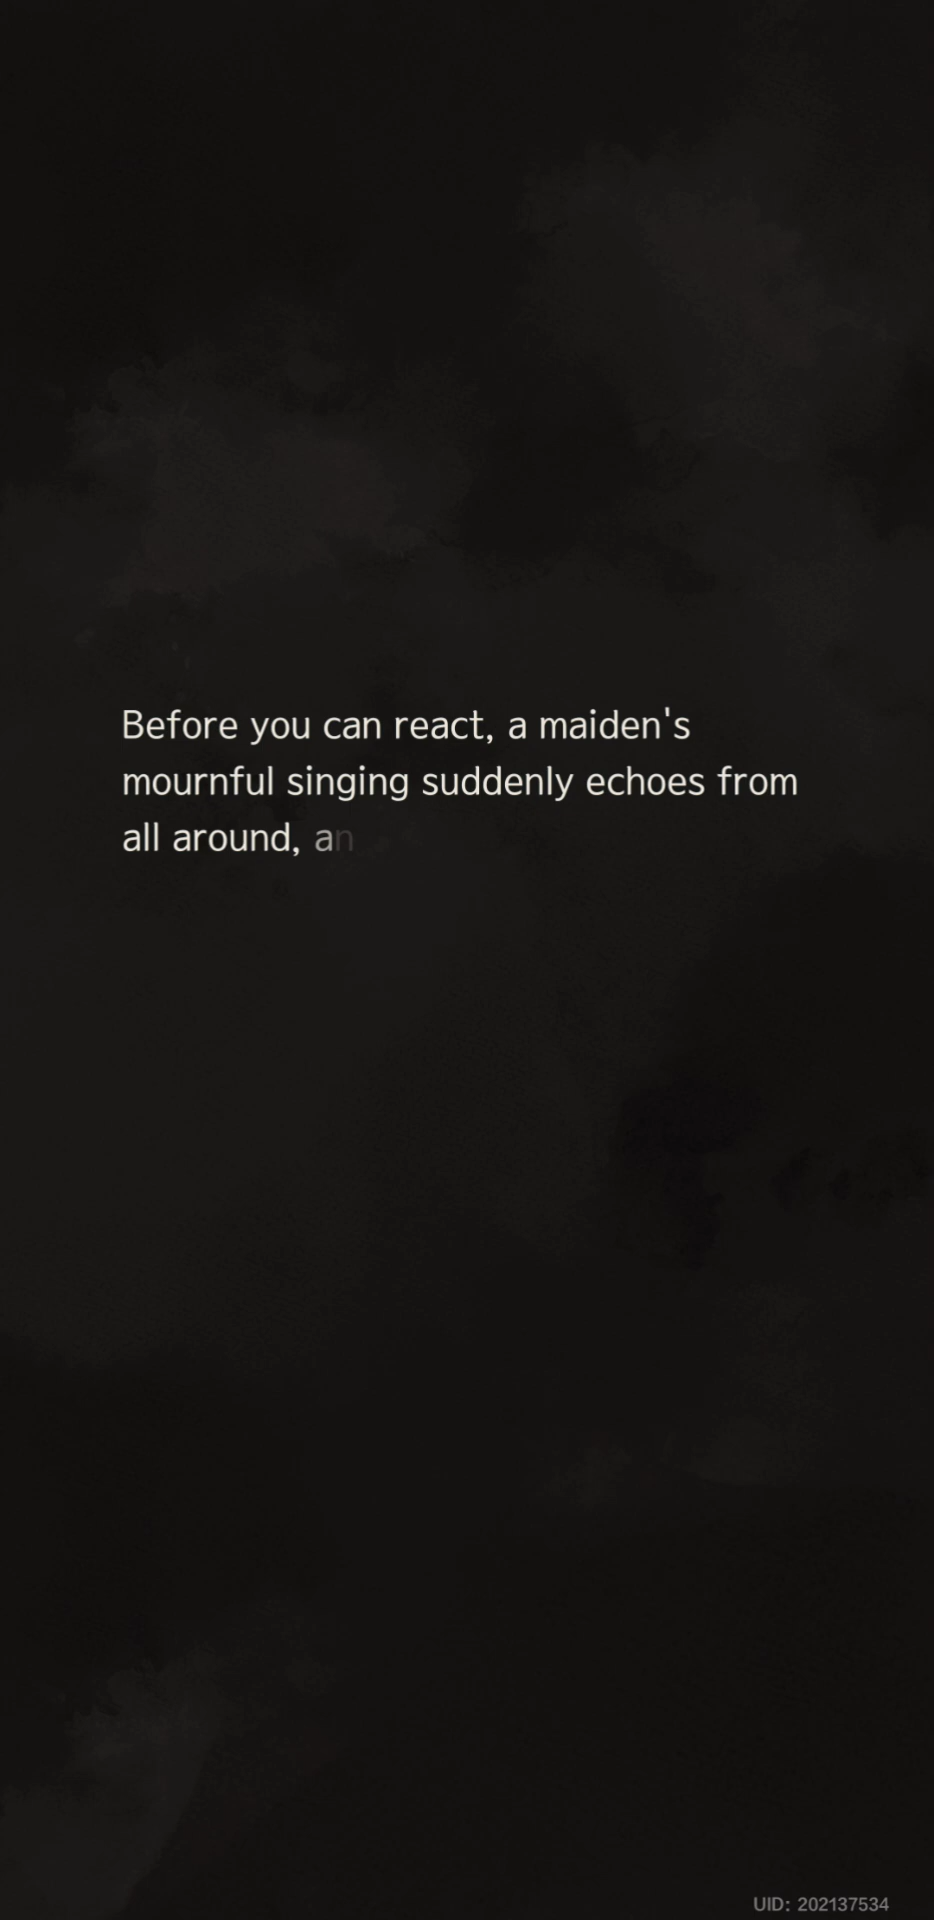 Before you can react, a maiden's
mournful singing suddenly echoes from
all around, an
UID: 202137534